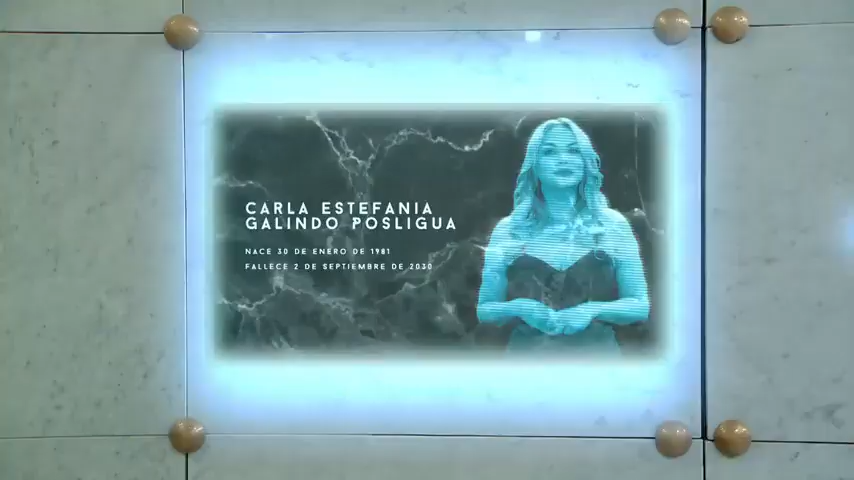 CARLA ESTEFANIA
GALINDO POSLIGUA
NACE 30 DE ENERO DE 1981
FALLECE 2 DE SEPTIEMBRE DE 2030